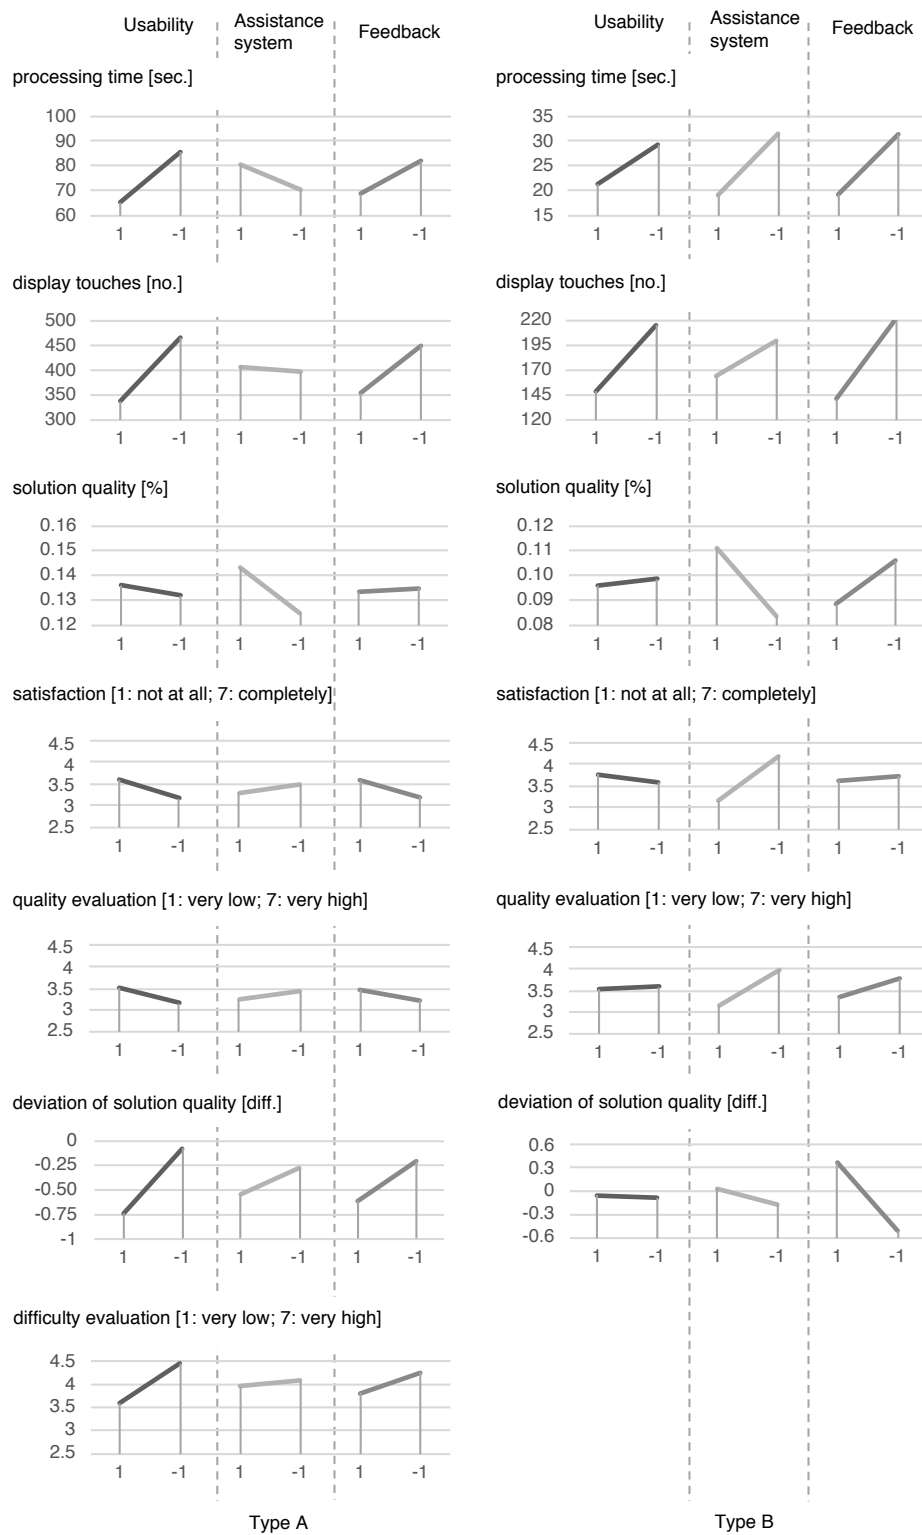 Usability
Assistance
system
Feedback
processing time [sec.]
100
90
80
70
60
1 -1 1 -1 1 -1
display touches [no.]
500
450
400
350
300
1 -1 1 -1 1 -1
solution quality [%]
0.16
0.15
0.14
0.13
0.12
1 -1 1 -1 1 -1
satisfaction [1: not at all; 7: completely]
4.5
4
3.5
3
2.5
1 -1 1 -1 1 -1
quality evaluation [1: very low; 7: very high]
4.5
4
3.5
3
2.5
1 -1 1 -1 1 -1
deviation of solution quality [diff.]
0
-0.25
-0.50
-0.75
-1
1 -1 1 -1 1 -1
difficulty evaluation [1: very low; 7: very high]
4.5
4
3.5
3
2.5
1 -1 1 -1 1 -1
Type A
Usability
Assistance
system
Feedback
processing time [sec.]
35
30
25
20
15
1 -1 1 -1 1 -1
display touches [no.]
220
195
170
145
120
1 -1 1 -1 1 -1
solution quality [%]
0.12
0.11
0.10
0.09
0.08
1 -1 1 -1 1 -1
satisfaction [1: not at all; 7: completely]
4.5
4
3.5
3
2.5
1 -1 1 -1 1 -1
quality evaluation [1: very low; 7: very high]
4.5
4
3.5
3
2.5
1 -1 1 -1 1 -1
deviation of solution quality [diff.]
0.6
0.3
0
-0.3
-0.6
1 -1 1 -1 1 -1
Type B